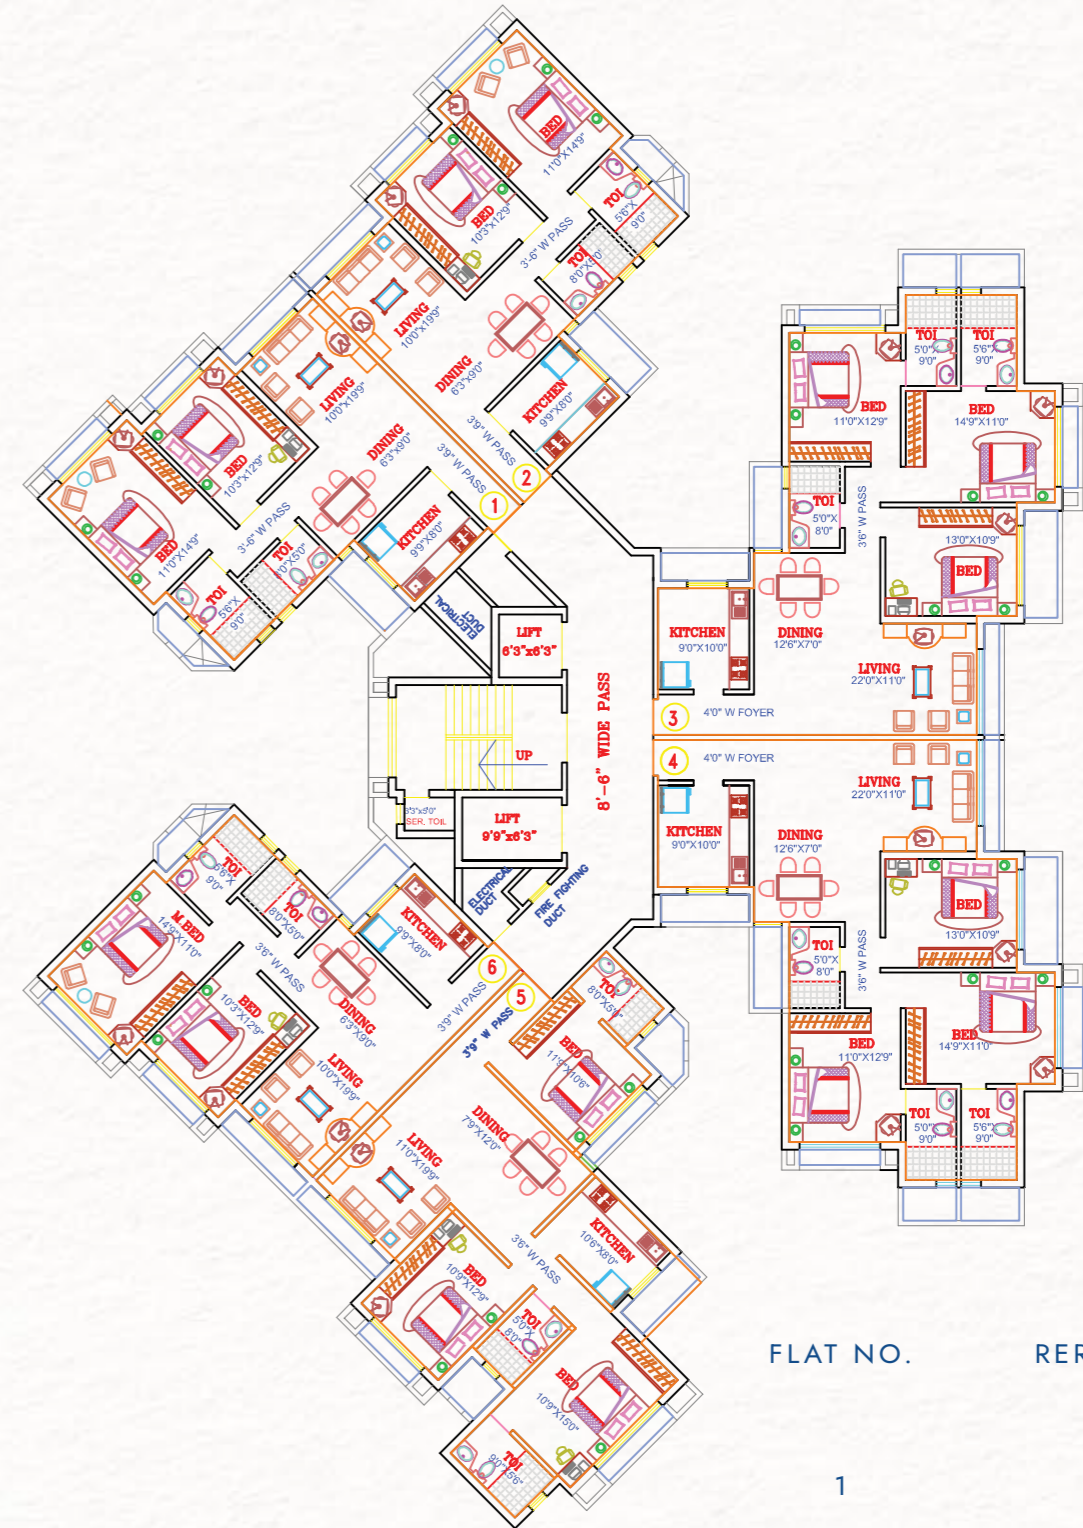 BED
11'0"X14'9"
TOI
5'6"X
9'0"
BED
10'3"x12'9"
3'-6" W PASS
TOI
8'0"X5'0"
LIVING
10'0"x19'9"
DINING
6'3"x9'0"
KITCHEN
9'9"X8'0"
3'9" W PASS
2
LIVING
10'0"x19'9"
DINING
6'3"x9'0"
3'9" W PASS
1
KITCHEN
9'9"X8'0"
BED
10'3"x12'9"
BED
11'0"X14'9"
3'-6" W PASS
TOI
8'0"X5'0"
TOI
5'6"X
9'0"
ELECTRICAL
DUCT
LIFT
6'3"x6'3"
UP
8'-6" WIDE PASS
3'3"x5'0"
SER. TOIL
LIFT
9'9"x6'3"
ELECTRICAL
DUCT
FIRE FIGHTING
DUCT
TOI
5'0"X
9'0"
TOI
5'6"X
9'0"
BED
11'0"X12'9"
BED
14'9"X11'0"
TOI
5'0"X
8'0"
3'6" W PASS
13'0"X10'9"
BED
KITCHEN
9'0"X10'0"
DINING
12'6"X7'0"
LIVING
22'0"X11'0"
3
4'0" W FOYER
4
4'0" W FOYER
LIVING
22'0"X11'0"
KITCHEN
9'0"X10'0"
DINING
12'6"X7'0"
BED
13'0"X10'9"
TOI
5'0"X
8'0"
3'6" W PASS
BED
11'0"X12'9"
BED
14'9"X11'0"
TOI
5'0"X
9'0"
TOI
5'6"X
9'0"
TOI
5'6"X
9'0"
M.BED
14'9"X11'0"
TOI
8'0"X5'0"
3'6" W PASS
KITCHEN
9'9"X8'0"
BED
10'3"X12'9"
DINING
6'3"X9'0"
6
3'9" W PASS
LIVING
10'0"X19'9"
5
3'9" W PASS
TOI
8'0"X5'0"
BED
11'9"X10'6"
DINING
7'9"X12'0"
LIVING
11'0"X19'9"
KITCHEN
10'6"X8'0"
3'6" W PASS
BED
10'9"X12'9"
TOI
5'0"X
8'0"
BED
10'9"X15'0"
TOI
9'0"X5'6"
FLAT NO.
RER
1